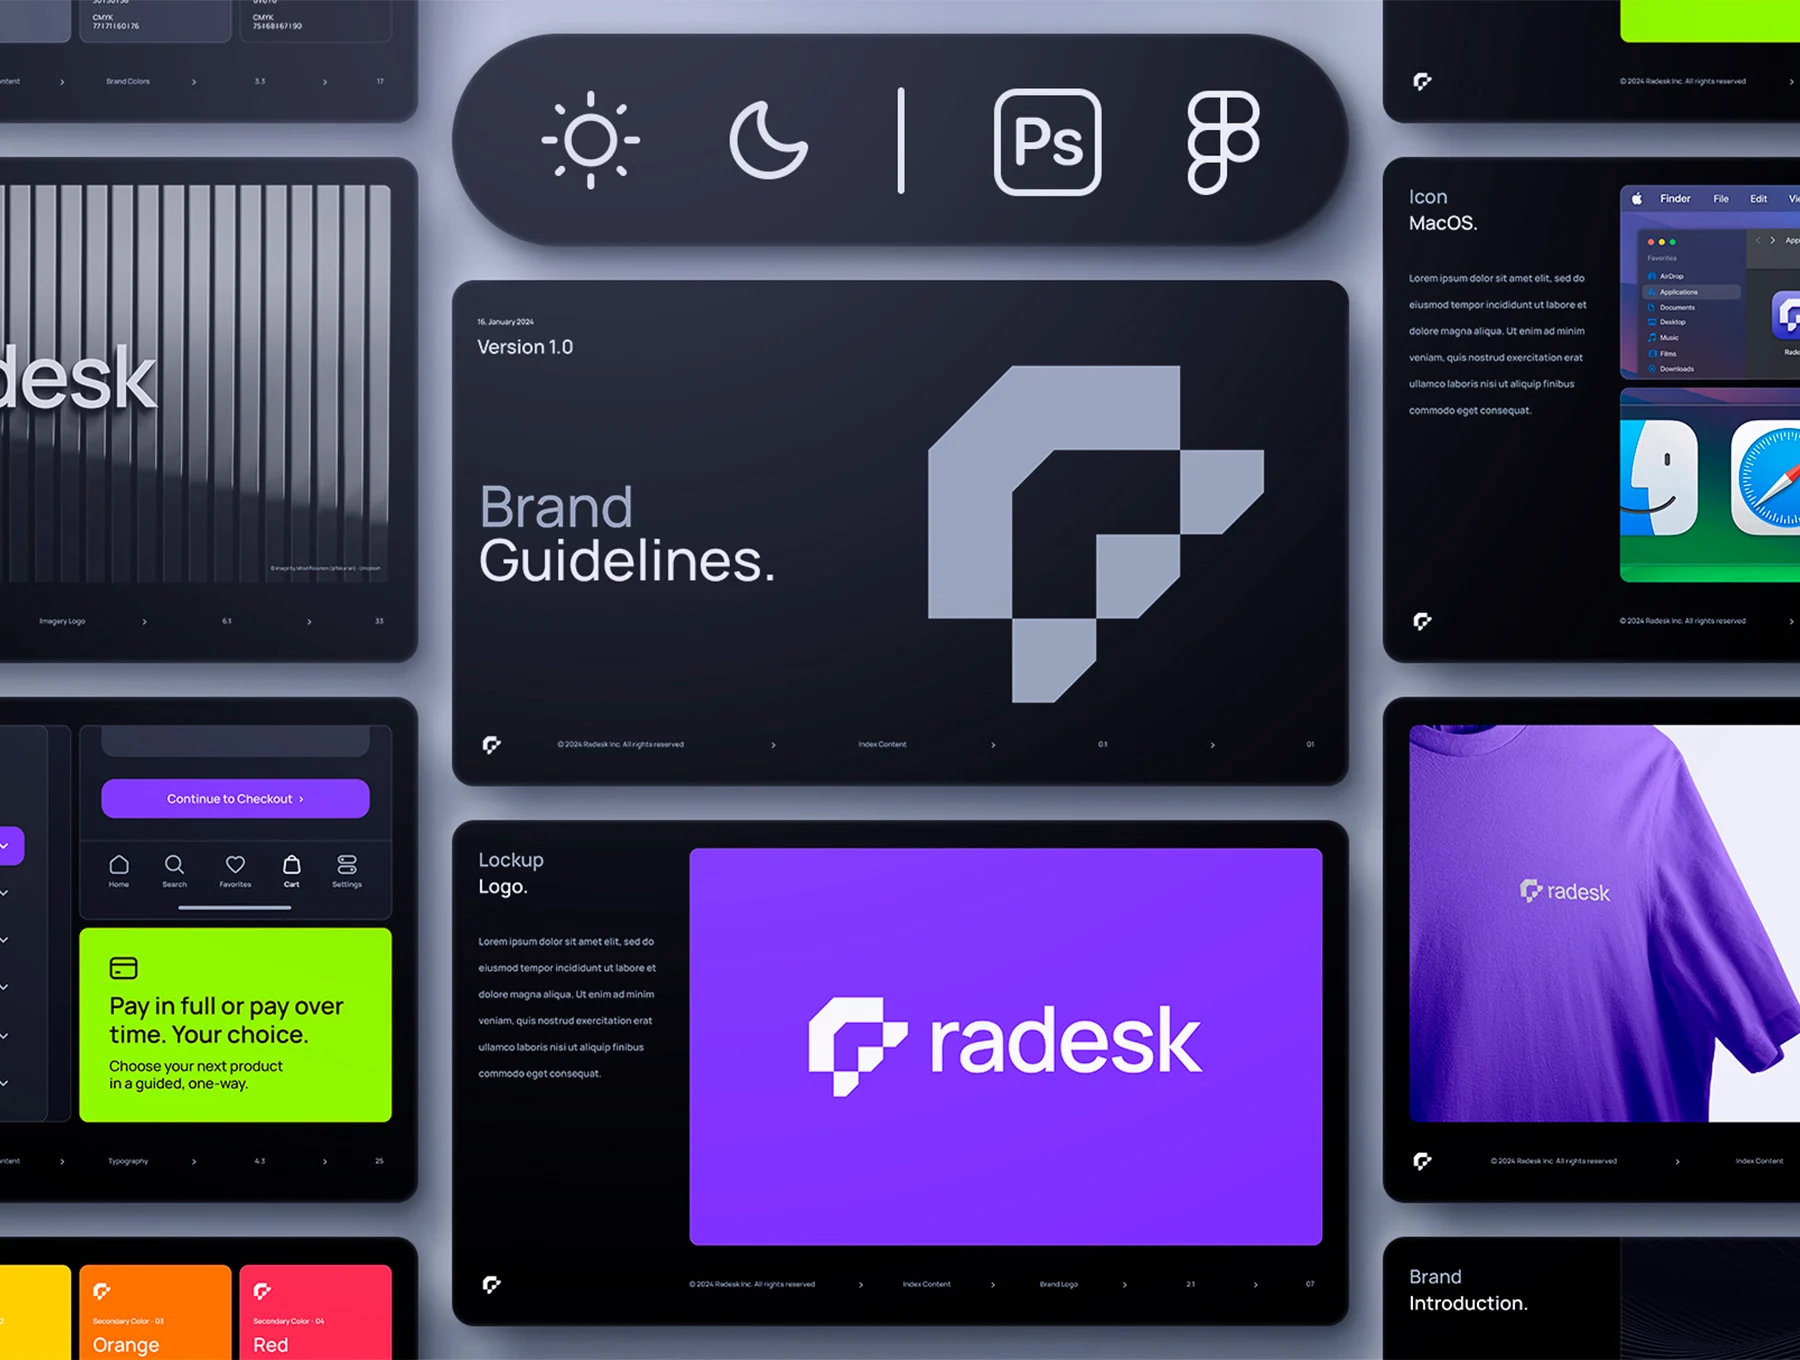 CMYK
77|71|60|76
CMYK
75|68|67|90
Brand Colors
3.3
17
desk
Imagery Logo
6.1
33
Continue to Checkout
Home
Search
Favorites
Cart
Settings
Pay in full or pay over
time. Your choice.
Choose your next product
in a guided, one-way.
Typography
4.3
25
Secondary Color - 03
Orange
Secondary Color - 04
Red
Ps
16, January 2024
Version 1.0
Brand
Guidelines.
© 2024 Radesk Inc. All rights reserved
Index Content
0.1
01
Lockup
Logo.
Lorem ipsum dolor sit amet elit, sed do
eiusmod tempor incididunt ut labore et
dolore magna aliqua. Ut enim ad minim
veniam, quis nostrud exercitation erat
ullamco laboris nisi ut aliquip finibus
commodo eget consequat.
radesk
© 2024 Radesk Inc. All rights reserved
Index Content
Brand Logo
2.1
07
© 2024 Radesk Inc. All rights reserved
Icon
MacOS.
Lorem ipsum dolor sit amet elit, sed do
eiusmod tempor incididunt ut labore et
dolore magna aliqua. Ut enim ad minim
veniam, quis nostrud exercitation erat
ullamco laboris nisi ut aliquip finibus
commodo eget consequat.
Finder File Edit
Favorites
AirDrop
Applications
Documents
Desktop
Music
Films
Downloads
© 2024 Radesk Inc. All rights reserved
radesk
© 2024 Radesk Inc. All rights reserved
Index Content
Brand
Introduction.